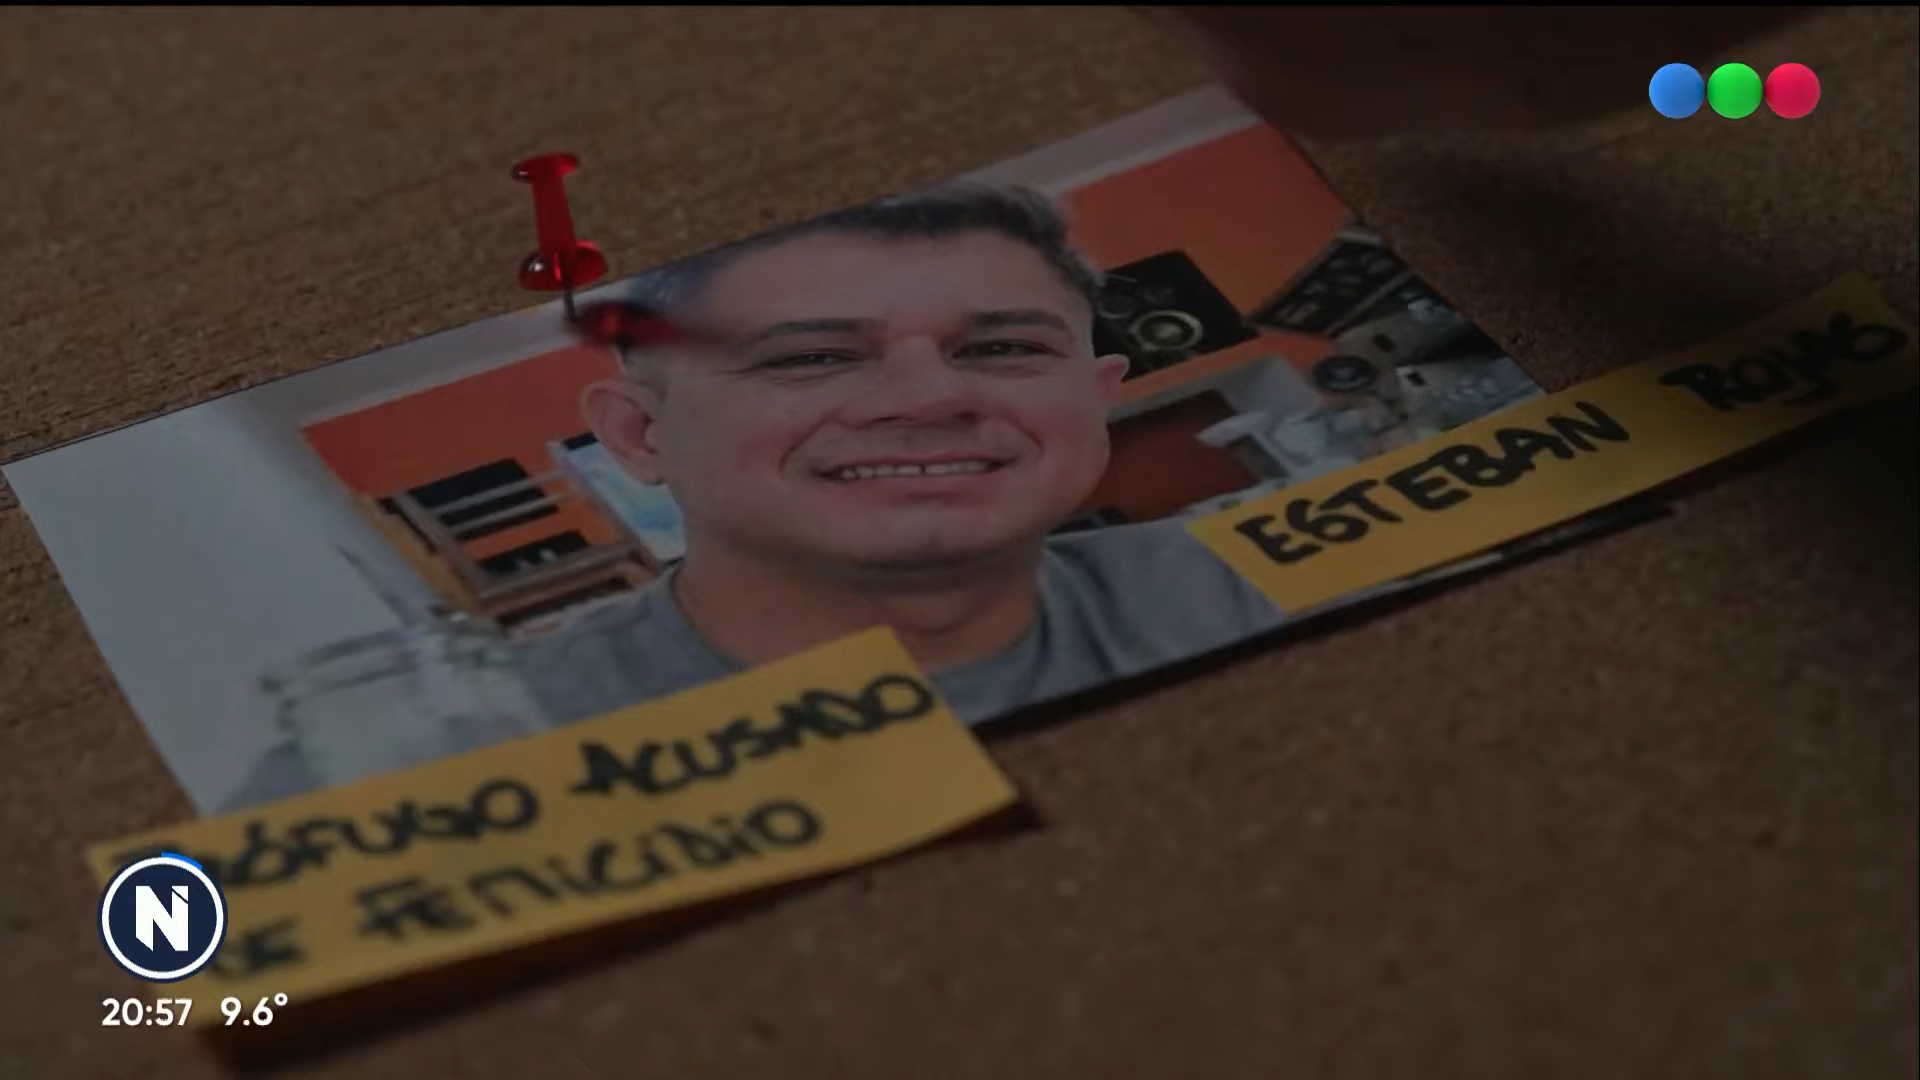 ESTEBAN ROJAS
PRÓFUGO ACUSADO
DE FEMICIDIO
N
20:57 9.6°